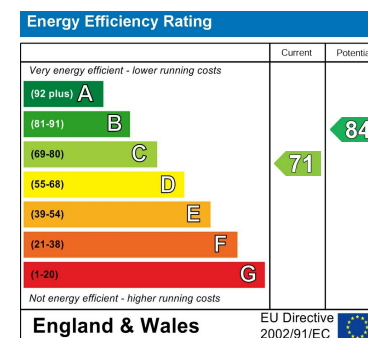 Energy Efficiency Rating
Current Potentia
Very energy efficient - lower running costs
(92 plus) A
(81-91) B
84
(69-80) C
71
(55-68) D
(39-54) E
(21-38) F
(1-20) G
Not energy efficient - higher running costs
England & Wales
EU Directive
2002/91/EC